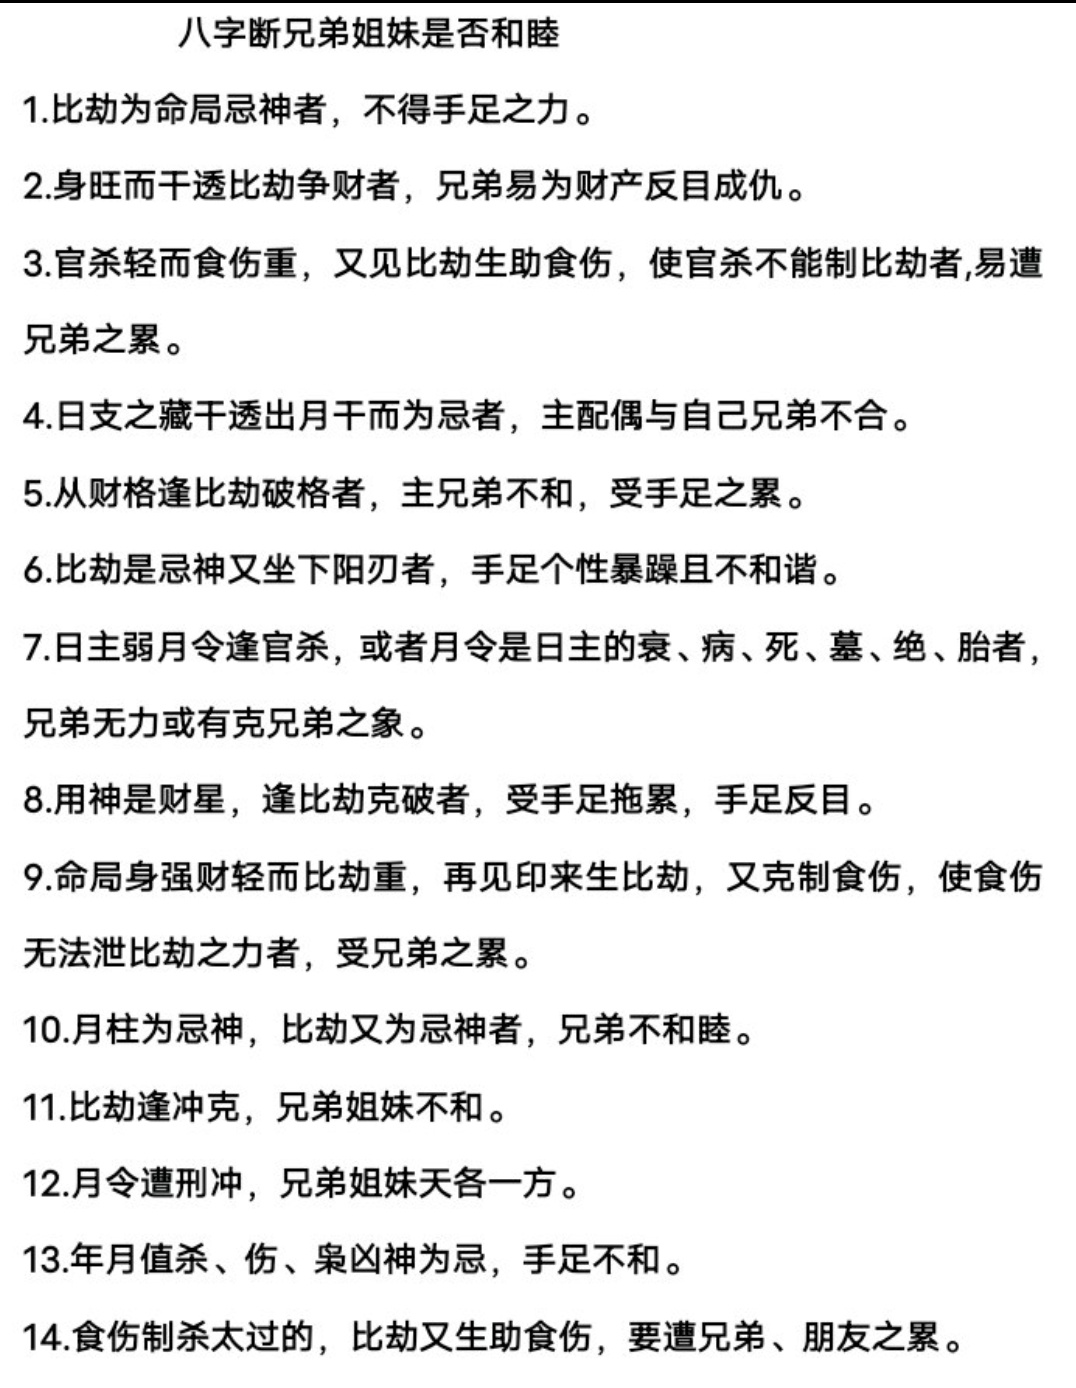 八字断兄弟姐妹是否和睦
1.比劫为命局忌神者，不得手足之力。
2.身旺而干透比劫争财者，兄弟易为财产反目成仇。
3.官杀轻而食伤重，又见比劫生助食伤，使官杀不能制比劫者,易遭
兄弟之累。
4.日支之藏干透出月干而为忌者，主配偶与自己兄弟不合。
5.从财格逢比劫破格者，主兄弟不和，受手足之累。
6.比劫是忌神又坐下阳刃者，手足个性暴躁且不和谐。
7.日主弱月令逢官杀，或者月令是日主的衰、病、死、墓、绝、胎者，
兄弟无力或有克兄弟之象。
8.用神是财星，逢比劫克破者，受手足拖累，手足反目。
9.命局身强财轻而比劫重，再见印来生比劫，又克制食伤，使食伤
无法泄比劫之力者，受兄弟之累。
10.月柱为忌神，比劫又为忌神者，兄弟不和睦。
11.比劫逢冲克，兄弟姐妹不和。
12.月令遭刑冲，兄弟姐妹天各一方。
13.年月值杀、伤、枭凶神为忌，手足不和。
14.食伤制杀太过的，比劫又生助食伤，要遭兄弟、朋友之累。